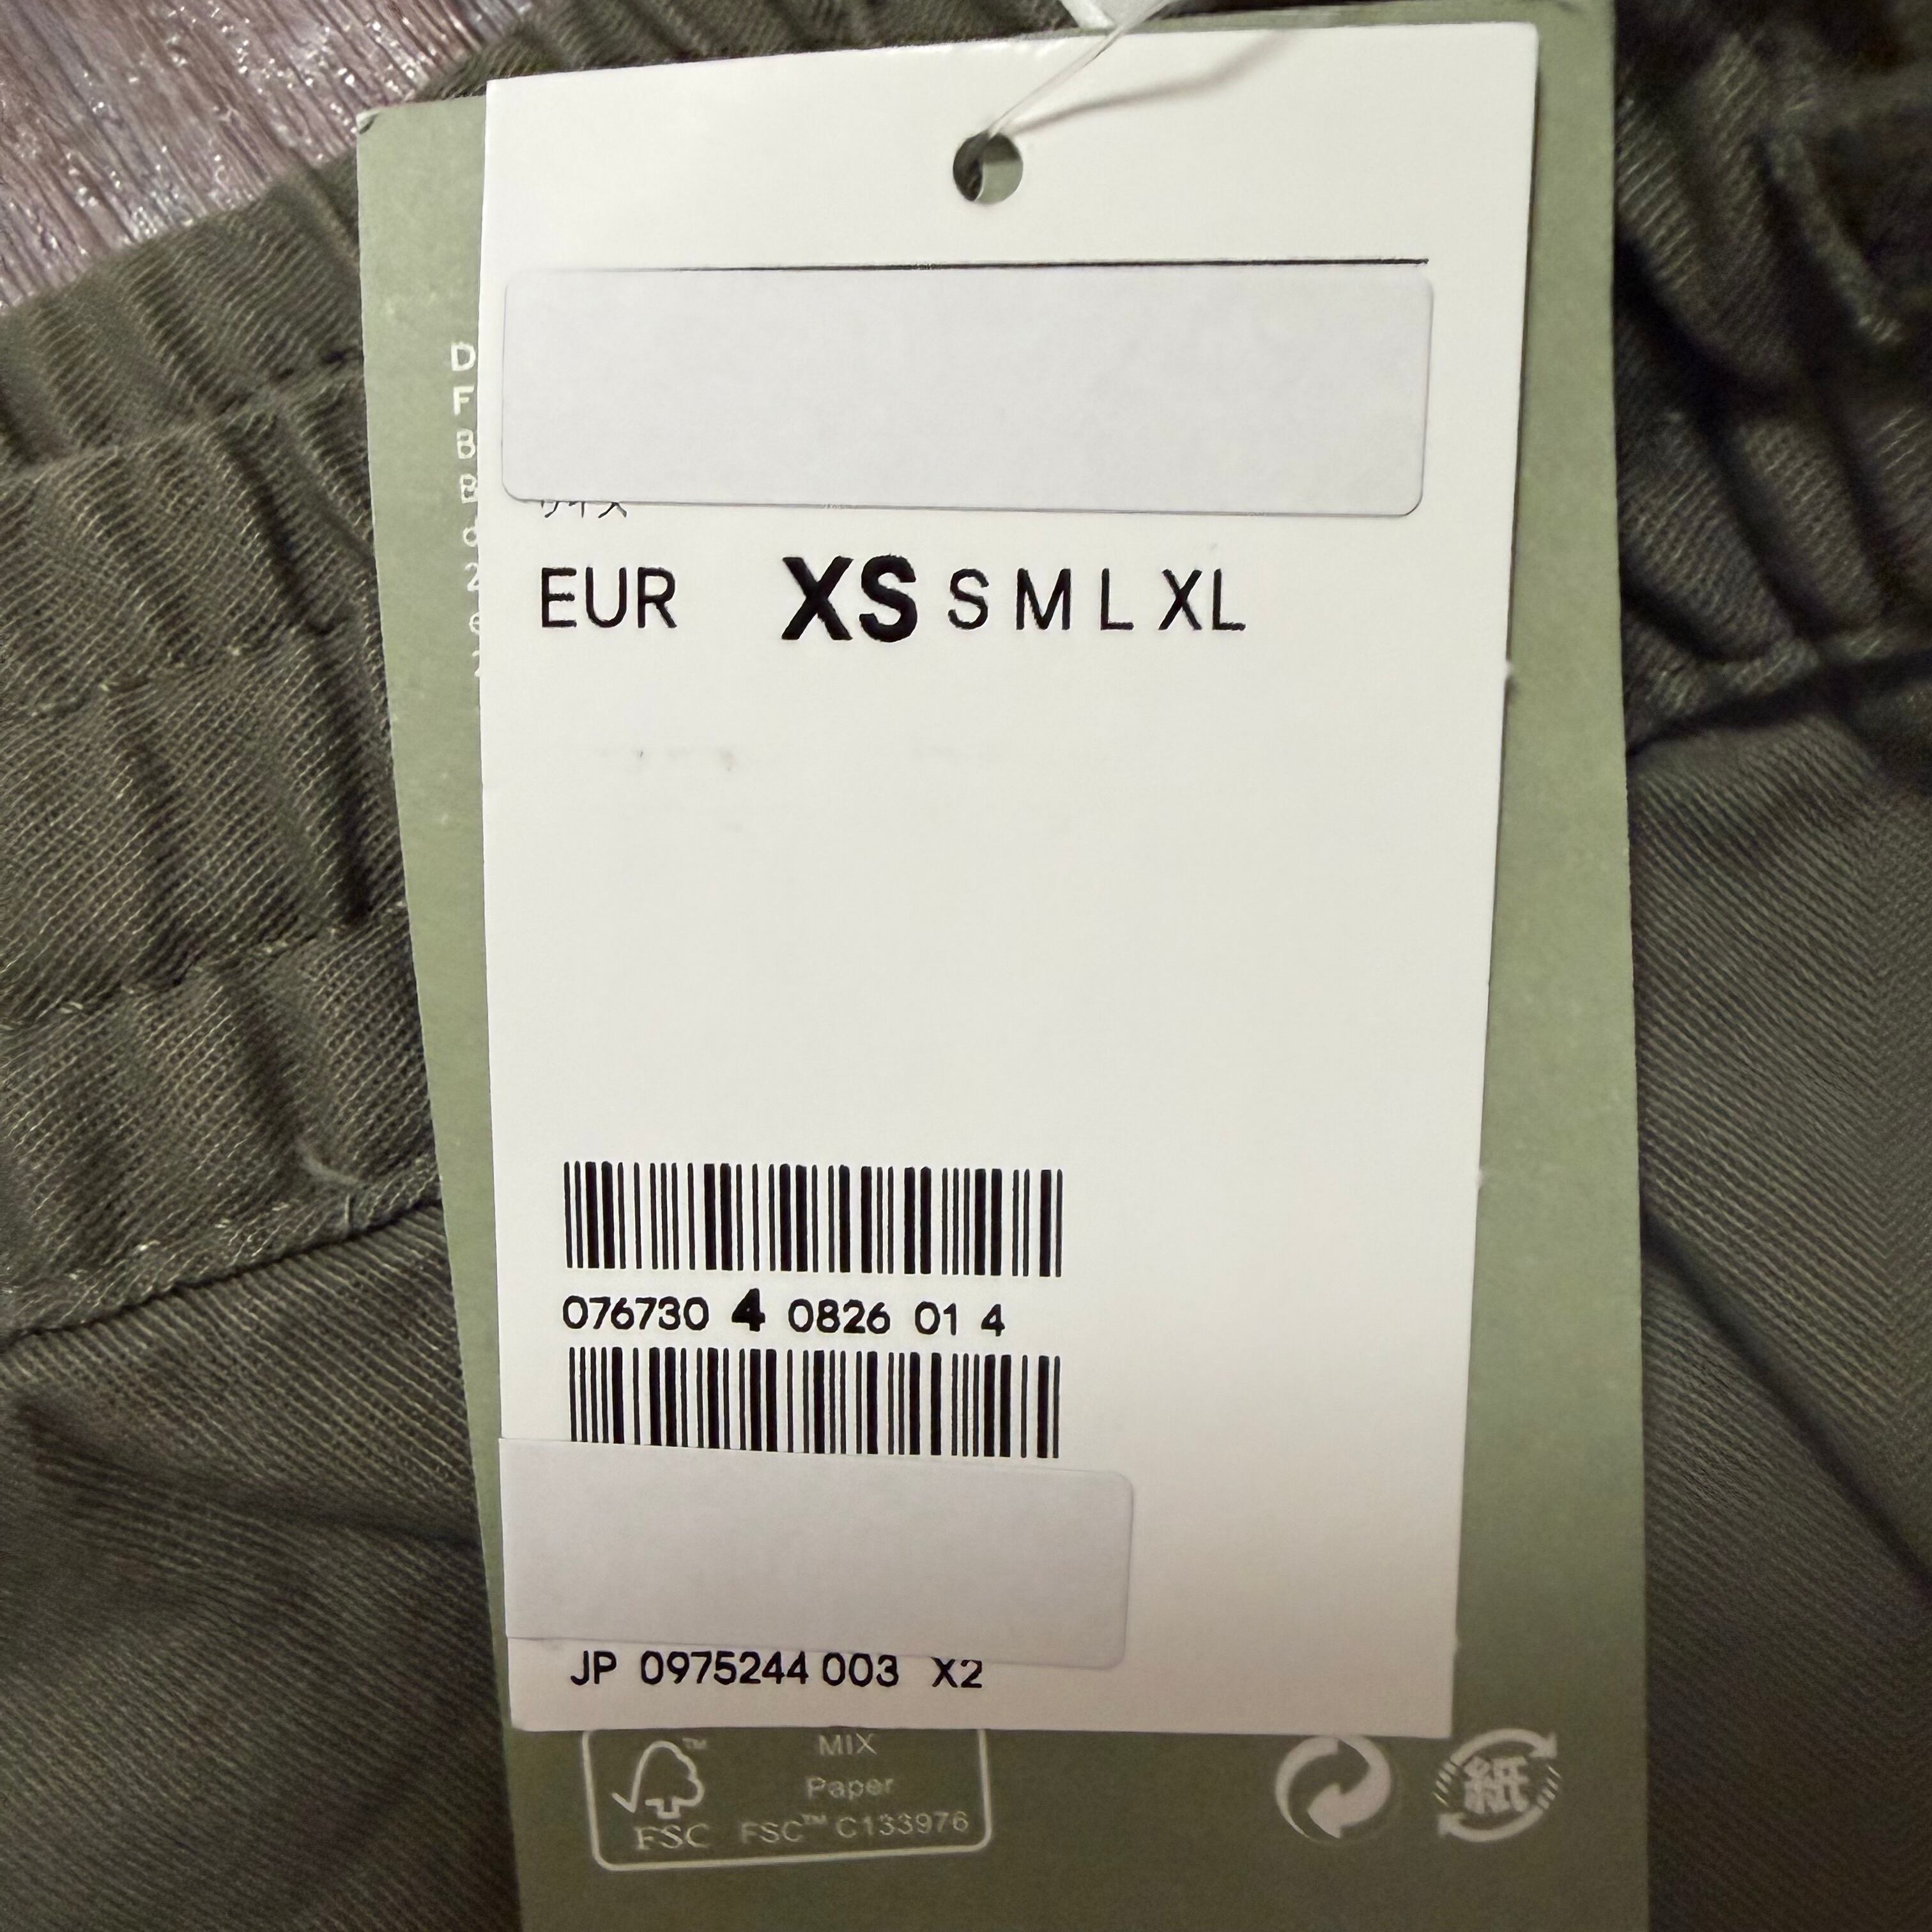 D
F
B
サイズ
EUR XS S M L XL
076730 4 0826 01 4
JP 0975244 003 X2
MIX
Paper
FSC™ C133976
FSC
紙